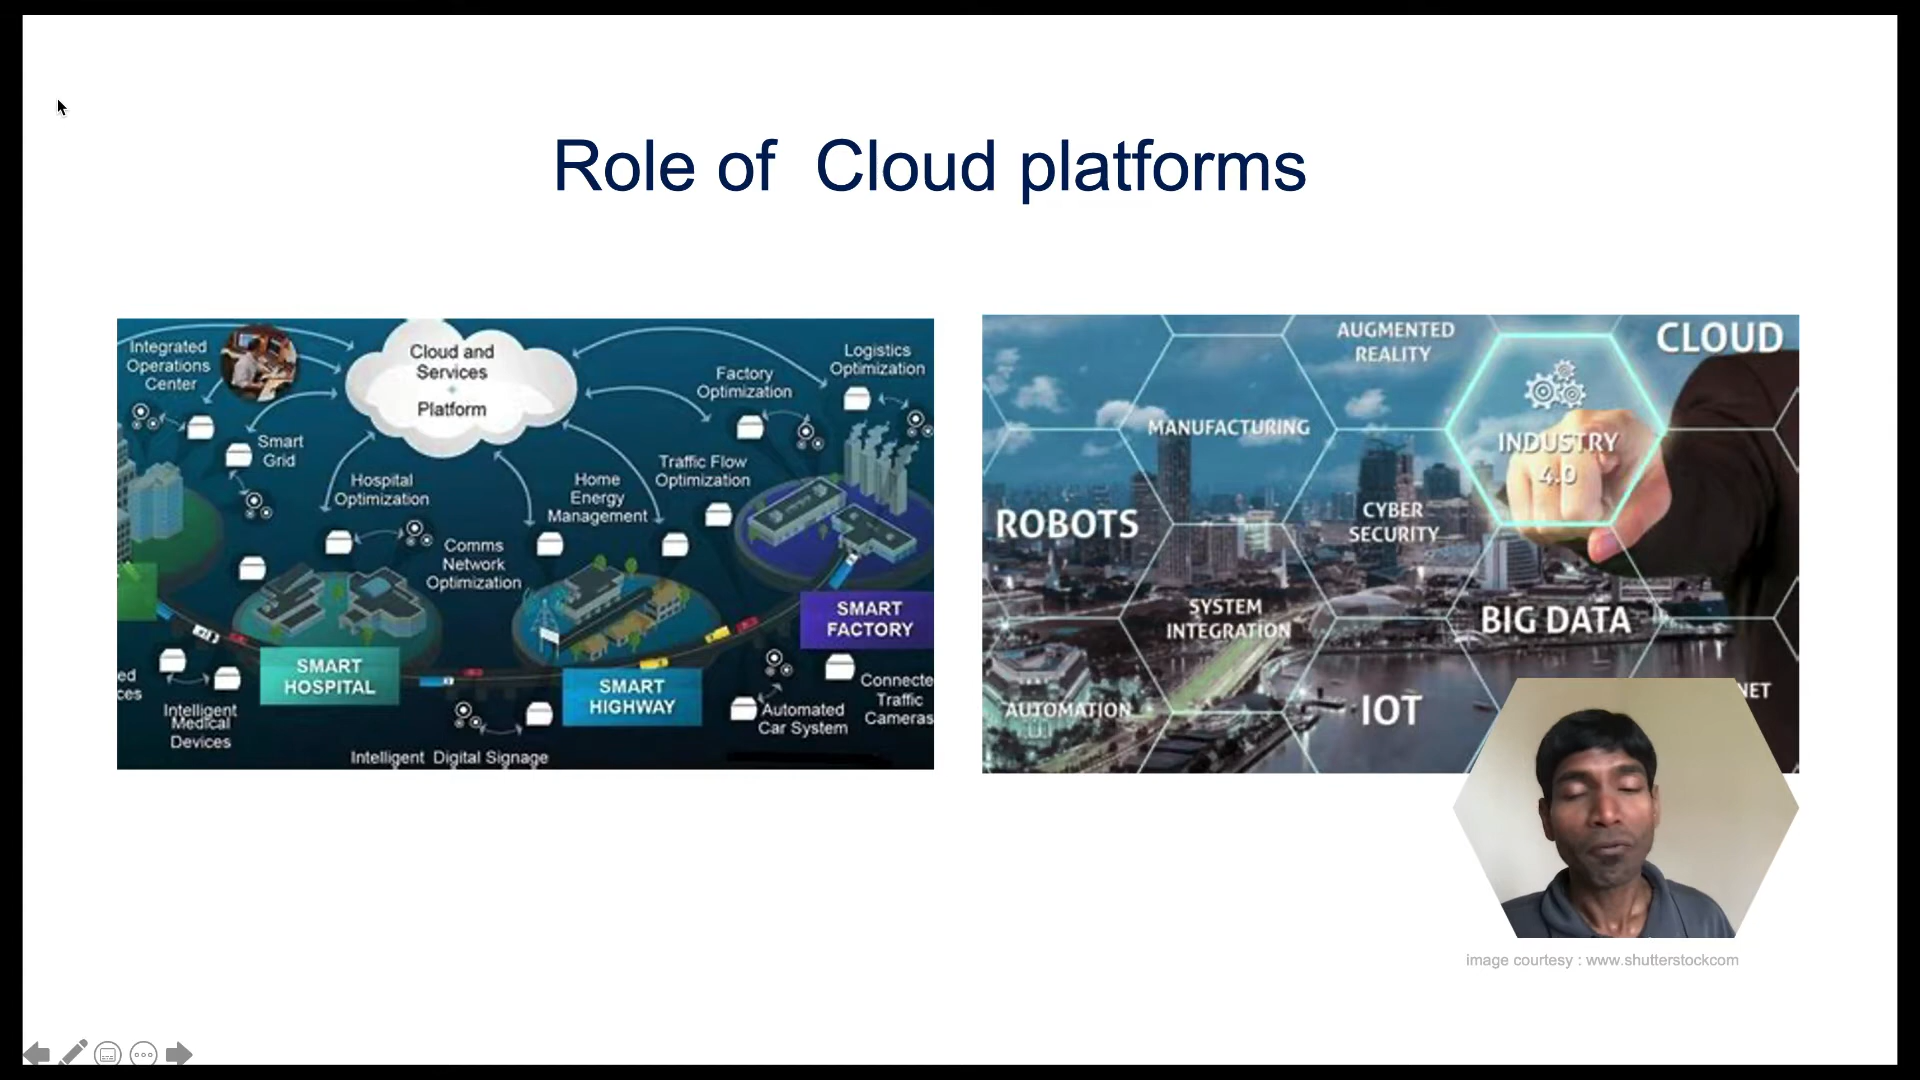 Role of  Cloud platforms
Integrated
Operations
Center
Cloud and
Services
Platform
Logistics
Optimization
Factory
Optimization
Smart
Grid
Hospital
Optimization
Home
Energy
Management
Traffic Flow
Optimization
Comms
Network
Optimization
SMART
FACTORY
SMART
HOSPITAL
SMART
HIGHWAY
ed
ces
Intelligent
Medical
Devices
Automated
Car System
Connecte
Traffic
Cameras
Intelligent Digital Signage
AUGMENTED
REALITY
CLOUD
MANUFACTURING
INDUSTRY
4.0
ROBOTS
CYBER
SECURITY
SYSTEM
INTEGRATION
BIG DATA
AUTOMATION
IOT
NET
image courtesy : www.shutterstockcom